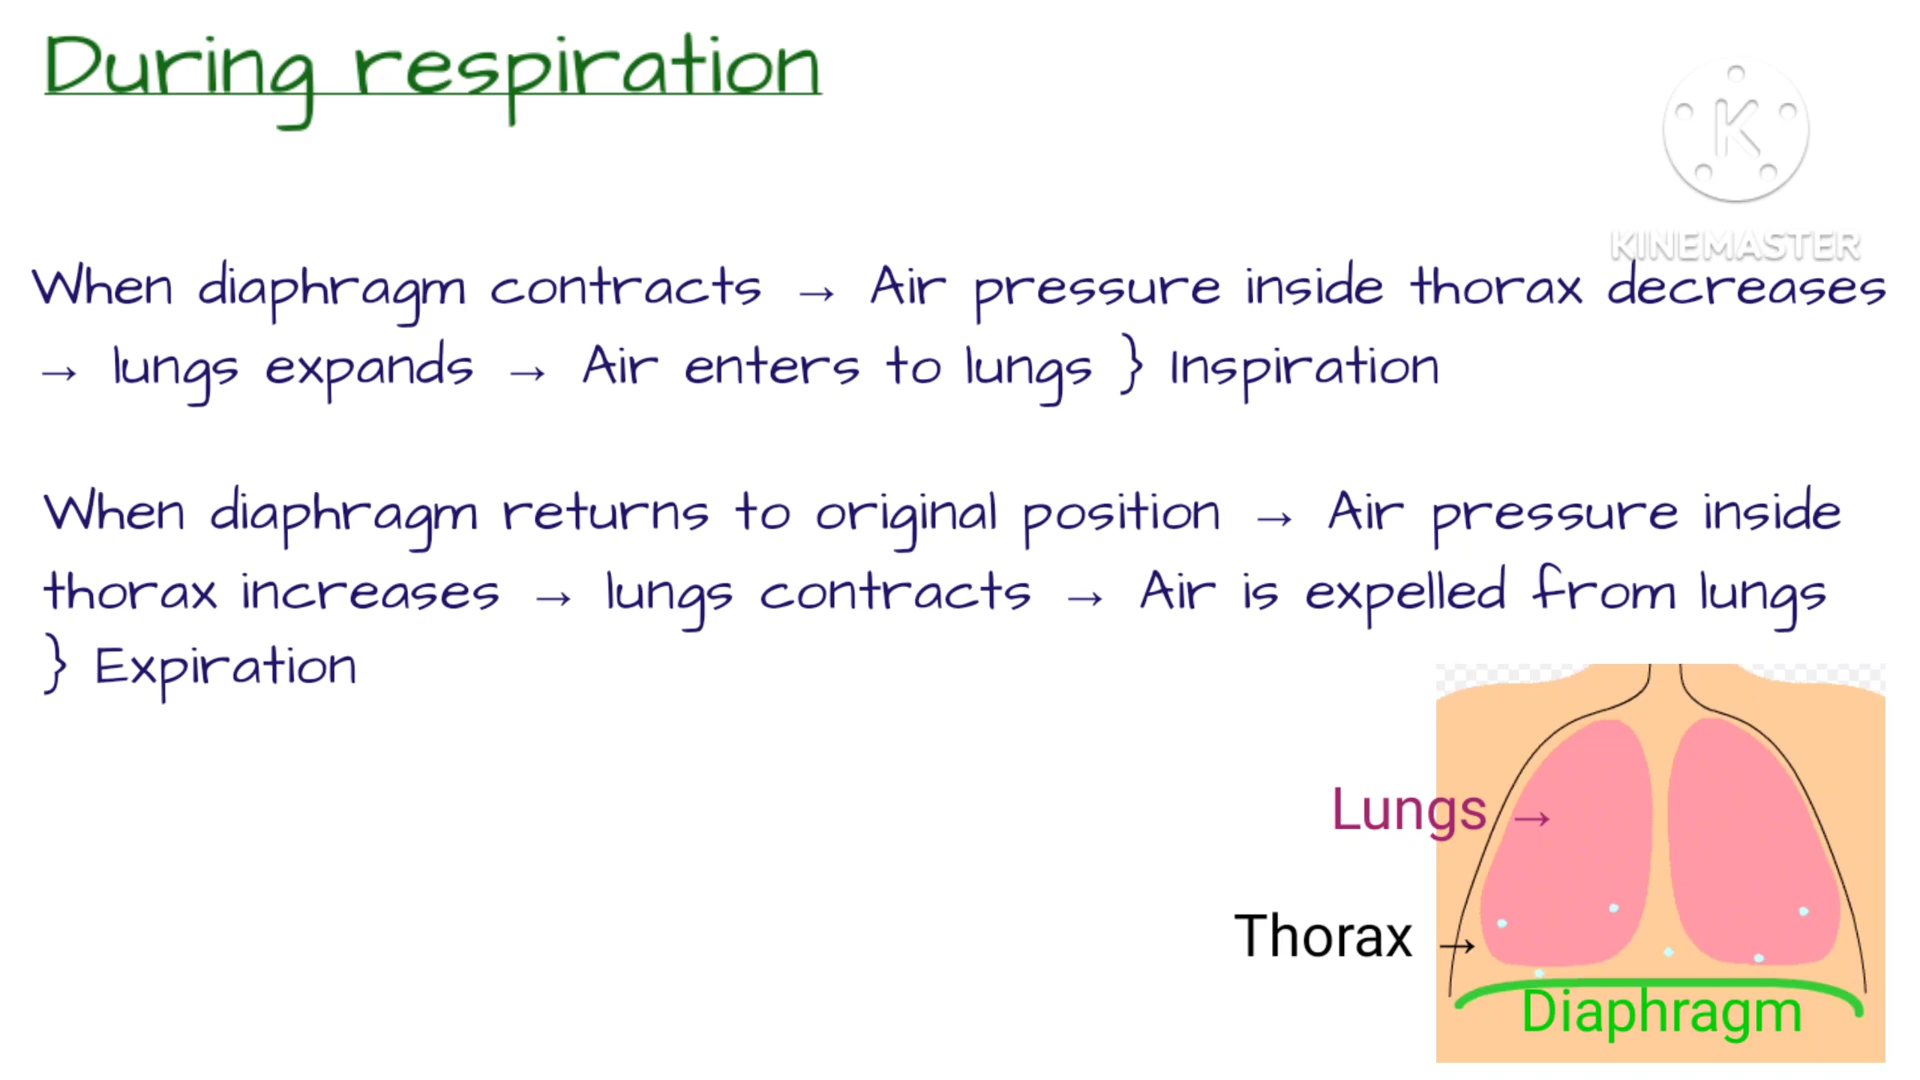 During respiration
K
KINEMASTER
When diaphragm contracts → Air pressure inside thorax decreases
→ lungs expands → Air enters to lungs } Inspiration
When diaphragm returns to original position → Air pressure inside
thorax increases → lungs contracts → Air is expelled from lungs
} Expiration
Lungs →
Thorax →
Diaphragm